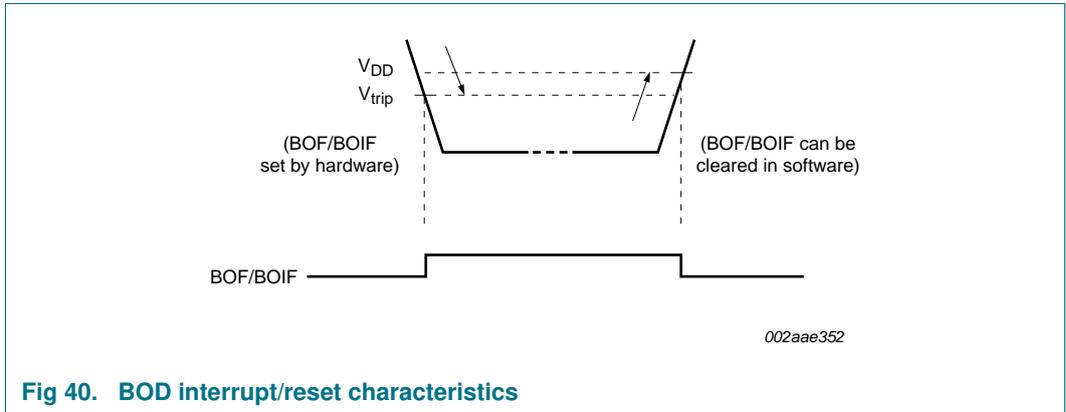 VDD
Vtrip
(BOF/BOIF
set by hardware)
(BOF/BOIF can be
cleared in software)
BOF/BOIF
002aae352
Fig 40. BOD interrupt/reset characteristics